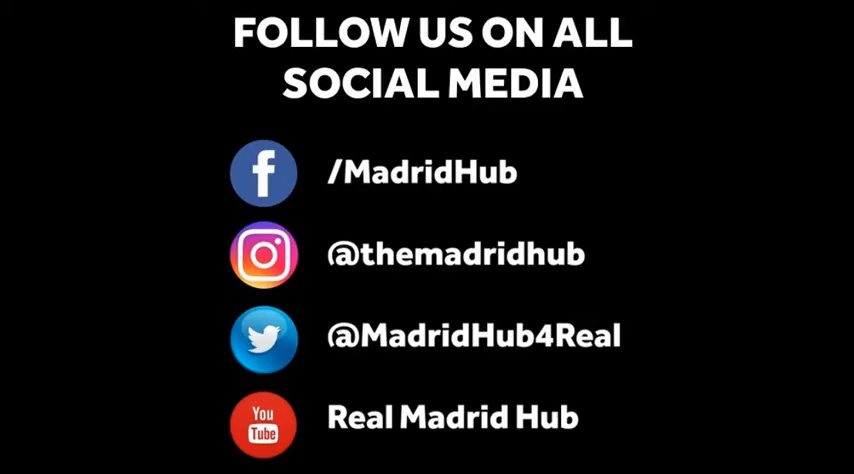 FOLLOW US ON ALL
SOCIAL MEDIA
f
/MadridHub
@themadridhub
@MadridHub4Real
You
Tube
Real Madrid Hub